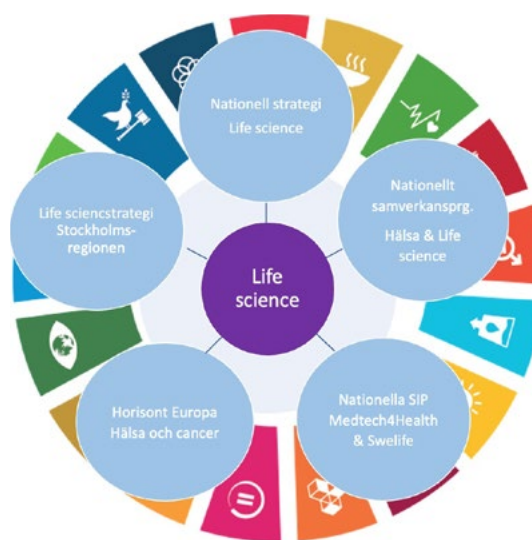 Nationell strategi
Life science
Life sciencstrategi
Stockholms-
regionen
Nationellt
samverkansprg.
Hälsa & Life
science
Life
science
Horisont Europa
Hälsa och cancer
Nationella SIP
Medtech4Health
& Swelife